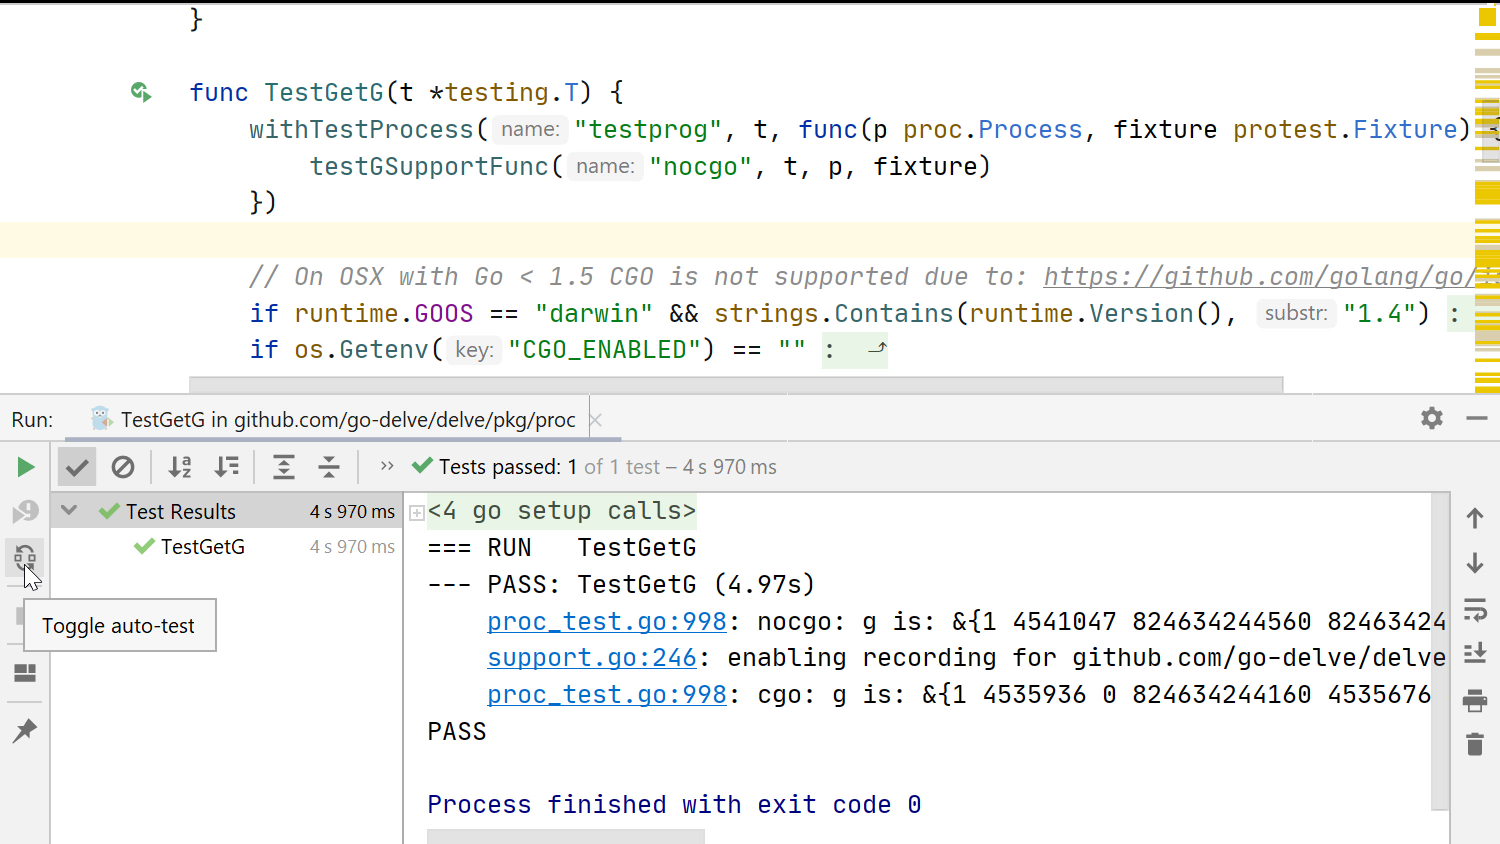 }
func TestGetG(t *testing.T) {
withTestProcess( name: "testprog", t, func(p proc.Process, fixture protest.Fixture) {
testGSupportFunc( name: "nocgo", t, p, fixture)
})
// On OSX with Go < 1.5 CGO is not supported due to: https://github.com/golang/go/
if runtime.GOOS == "darwin" && strings.Contains(runtime.Version(), substr: "1.4") :
if os.Getenv( key: "CGO_ENABLED") == "" :
Run: TestGetG in github.com/go-delve/delve/pkg/proc
Tests passed: 1 of 1 test – 4 s 970 ms
Test Results 4 s 970 ms
TestGetG 4 s 970 ms
Toggle auto-test
<4 go setup calls>
=== RUN   TestGetG
--- PASS: TestGetG (4.97s)
proc_test.go:998: nocgo: g is: &{1 4541047 824634244560 82463424
support.go:246: enabling recording for github.com/go-delve/delve
proc_test.go:998: cgo: g is: &{1 4535936 0 824634244160 4535676
PASS
Process finished with exit code 0